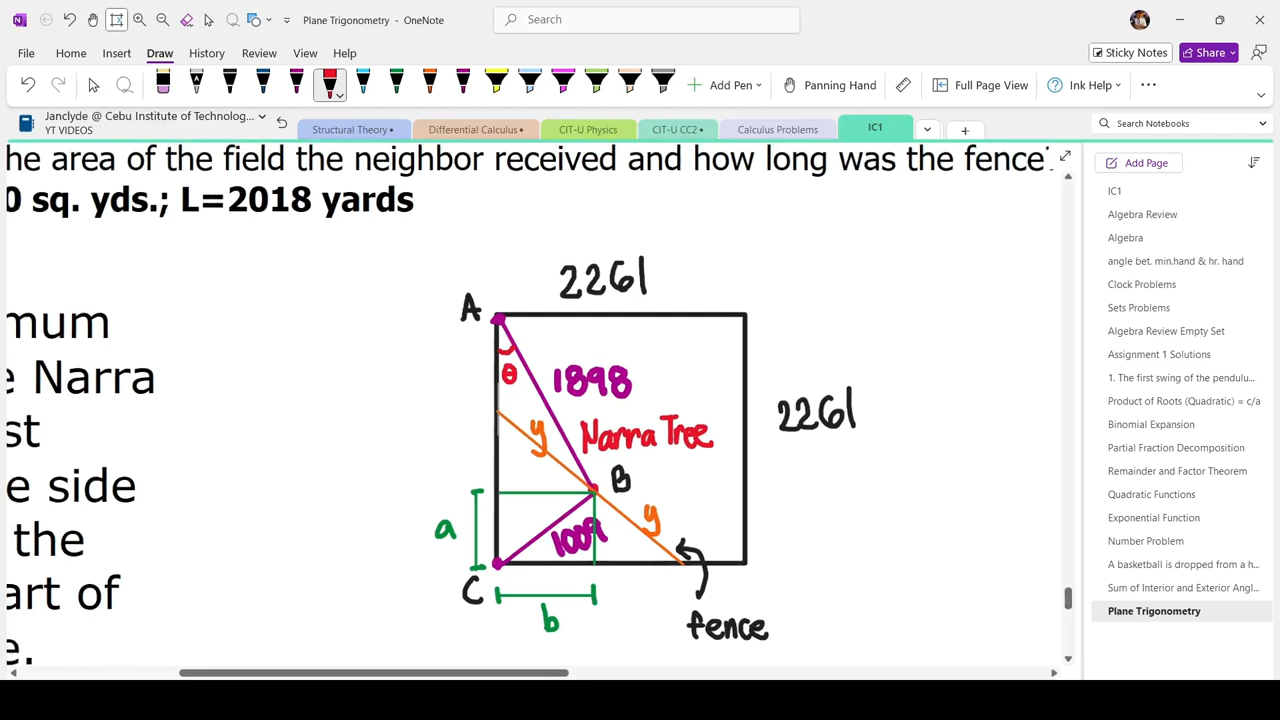 Plane Trigonometry - OneNote
Search
File
Home
Insert
Draw
History
Review
View
Help
Sticky Notes
Share
Add Pen
Panning Hand
Full Page View
Ink Help
Janclyde @ Cebu Institute of Technolog...
YT VIDEOS
Structural Theory
Differential Calculus
CIT-U Physics
CIT-U CC2
Calculus Problems
IC1
Search Notebooks
he area of the field the neighbor received and how long was the fence?
0 sq. yds.; L=2018 yards
mum
e Narra
st
e side
the
art of
e.
2261
A
θ
1898
2261
y
Narra Tree
B
y
a
1009
C
b
fence
Add Page
IC1
Algebra Review
Algebra
angle bet. min.hand & hr. hand
Clock Problems
Sets Problems
Algebra Review Empty Set
Assignment 1 Solutions
1. The first swing of the pendulu...
Product of Roots (Quadratic) = c/a
Binomial Expansion
Partial Fraction Decomposition
Remainder and Factor Theorem
Quadratic Functions
Exponential Function
Number Problem
A basketball is dropped from a h...
Sum of Interior and Exterior Angl...
Plane Trigonometry